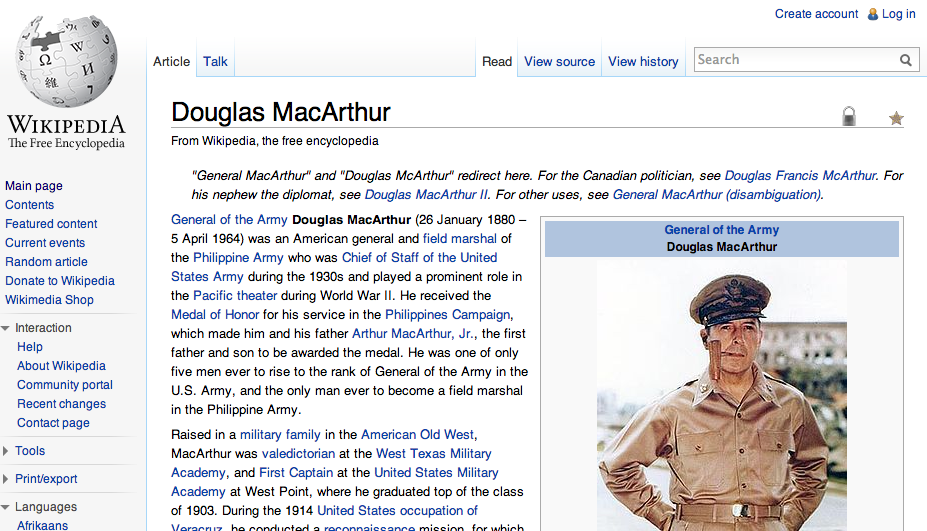 Create account Log in
Article Talk Read View source View history Search
WIKIPEDIA
The Free Encyclopedia
Main page
Contents
Featured content
Current events
Random article
Donate to Wikipedia
Wikimedia Shop
Interaction
Help
About Wikipedia
Community portal
Recent changes
Contact page
Tools
Print/export
Languages
Afrikaans
Douglas MacArthur
From Wikipedia, the free encyclopedia
"General MacArthur" and "Douglas McArthur" redirect here. For the Canadian politician, see Douglas Francis McArthur. For
his nephew the diplomat, see Douglas MacArthur II. For other uses, see General MacArthur (disambiguation).
General of the Army Douglas MacArthur (26 January 1880 –
5 April 1964) was an American general and field marshal of
the Philippine Army who was Chief of Staff of the United
States Army during the 1930s and played a prominent role in
the Pacific theater during World War II. He received the
Medal of Honor for his service in the Philippines Campaign,
which made him and his father Arthur MacArthur, Jr., the first
father and son to be awarded the medal. He was one of only
five men ever to rise to the rank of General of the Army in the
U.S. Army, and the only man ever to become a field marshal
in the Philippine Army.
Raised in a military family in the American Old West,
MacArthur was valedictorian at the West Texas Military
Academy, and First Captain at the United States Military
Academy at West Point, where he graduated top of the class
of 1903. During the 1914 United States occupation of
Veracruz, he conducted a reconnaissance mission, for which
General of the Army
Douglas MacArthur